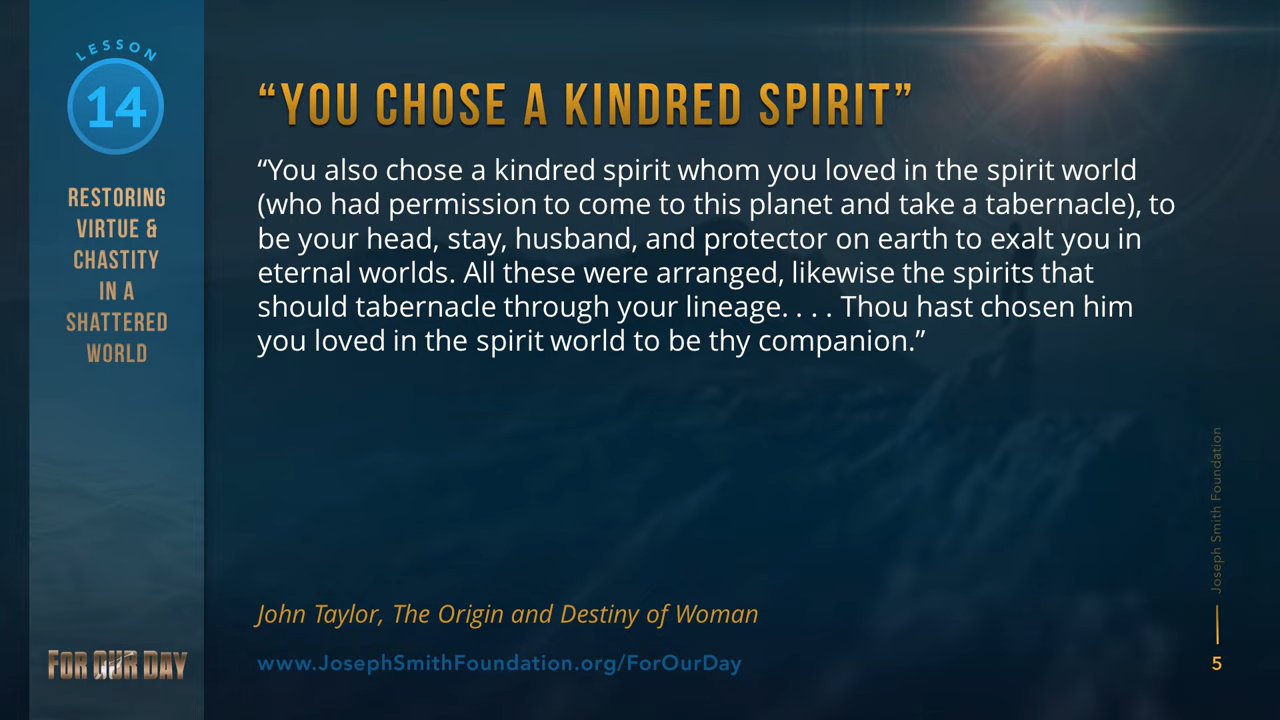 LESSON
14
RESTORING
VIRTUE &
CHASTITY
IN A
SHATTERED
WORLD
FOR OUR DAY
“YOU CHOSE A KINDRED SPIRIT”
“You also chose a kindred spirit whom you loved in the spirit world
(who had permission to come to this planet and take a tabernacle), to
be your head, stay, husband, and protector on earth to exalt you in
eternal worlds. All these were arranged, likewise the spirits that
should tabernacle through your lineage. . . . Thou hast chosen him
you loved in the spirit world to be thy companion.”
John Taylor, The Origin and Destiny of Woman
www.JosephSmithFoundation.org/ForOurDay
Joseph Smith Foundation
5